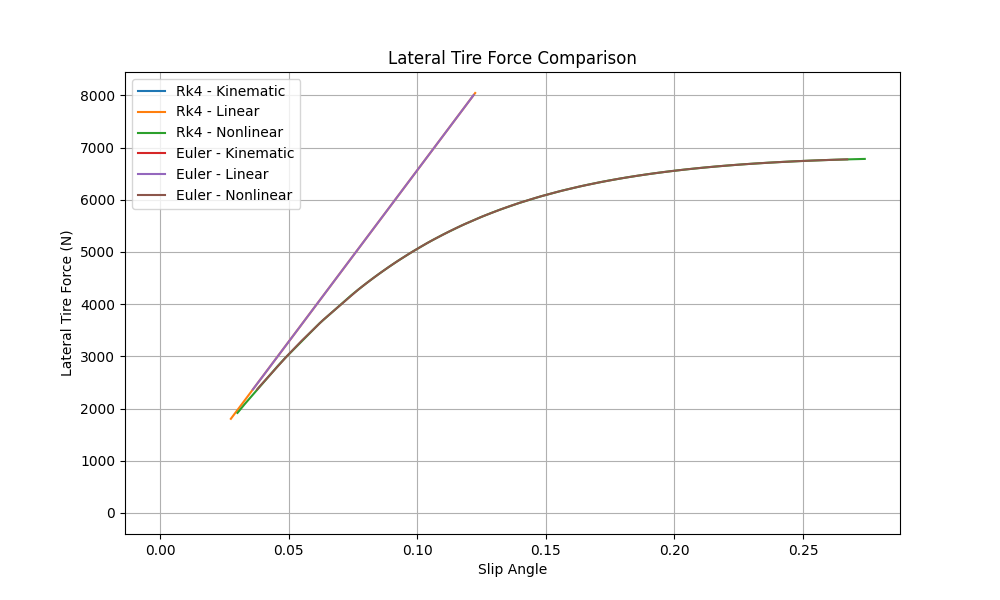 Lateral Tire Force Comparison
Rk4 - Kinematic
Rk4 - Linear
Rk4 - Nonlinear
Euler - Kinematic
Euler - Linear
Euler - Nonlinear
8000
7000
6000
5000
4000
3000
2000
1000
0
Lateral Tire Force (N)
0.00 0.05 0.10 0.15 0.20 0.25
Slip Angle